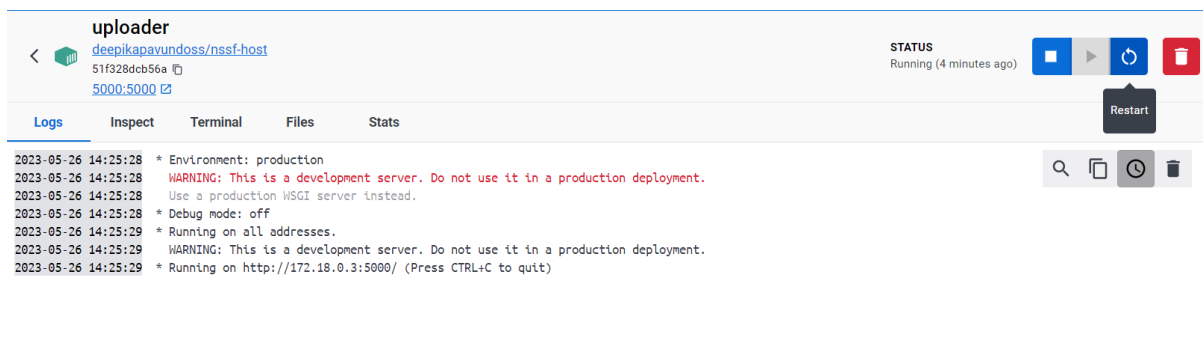 uploader
deepikapavundoss/nssf-host
51f328dcb56a
5000:5000
STATUS
Running (4 minutes ago)
Restart
Logs Inspect Terminal Files Stats
2023-05-26 14:25:28 * Environment: production
2023-05-26 14:25:28 WARNING: This is a development server. Do not use it in a production deployment.
2023-05-26 14:25:28 Use a production WSGI server instead.
2023-05-26 14:25:28 * Debug mode: off
2023-05-26 14:25:29 * Running on all addresses.
2023-05-26 14:25:29 WARNING: This is a development server. Do not use it in a production deployment.
2023-05-26 14:25:29 * Running on http://172.18.0.3:5000/ (Press CTRL+C to quit)